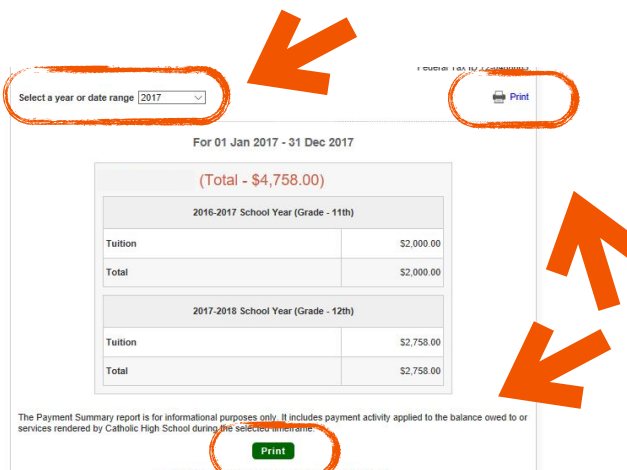 Federal Tax ID
Select a year or date range 2017
Print
For 01 Jan 2017 - 31 Dec 2017
(Total - $4,758.00)
2016-2017 School Year (Grade - 11th)
Tuition $2,000.00
Total $2,000.00
2017-2018 School Year (Grade - 12th)
Tuition $2,758.00
Total $2,758.00
The Payment Summary report is for informational purposes only. It includes payment activity applied to the balance owed to or
services rendered by Catholic High School during the selected timeframe.
Print